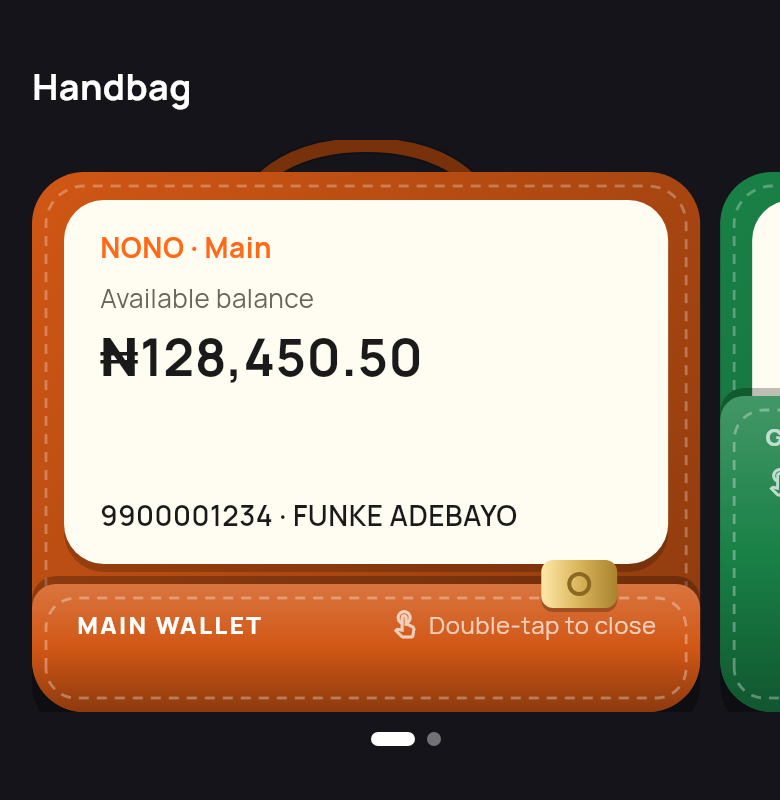 Handbag
NONO · Main
Available balance
₦128,450.50
9900001234 · FUNKE ADEBAYO
MAIN WALLET
Double-tap to close